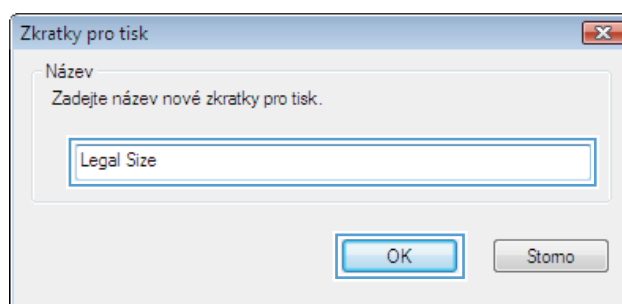 Zkratky pro tisk
Název
Zadejte název nové zkratky pro tisk.
Legal Size
OK
Storno